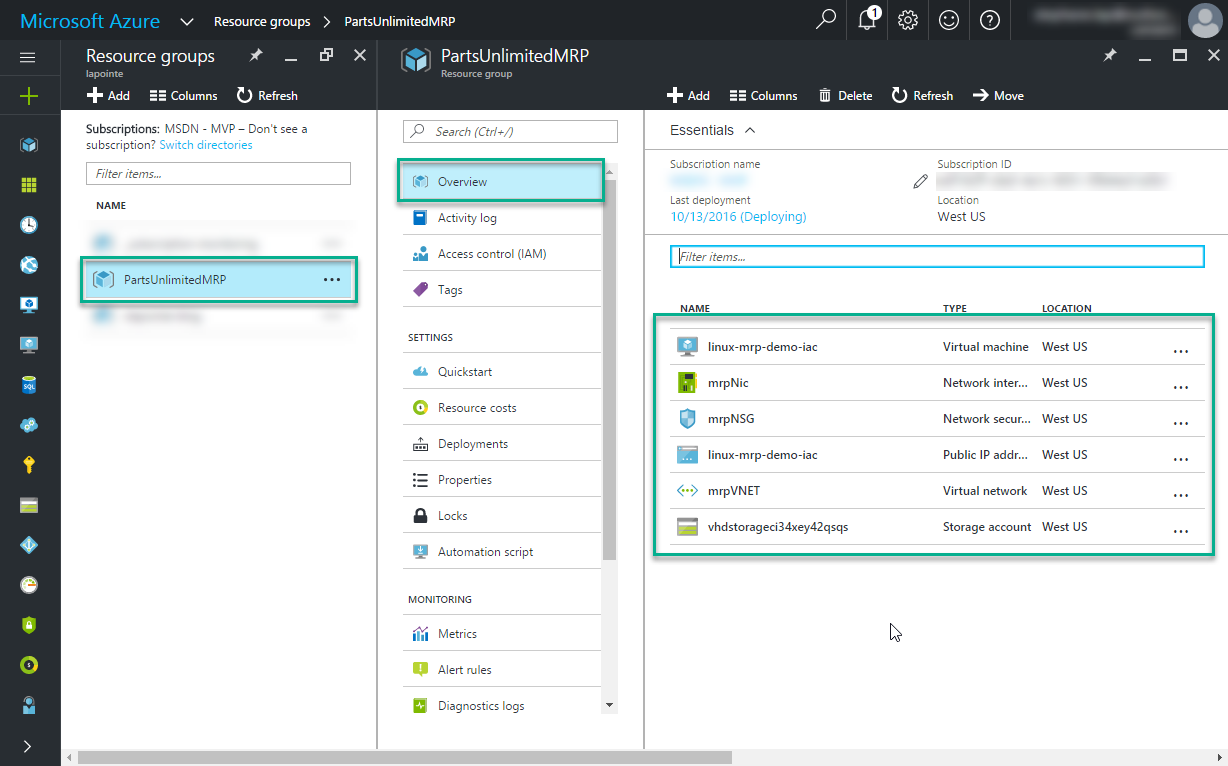 Microsoft Azure
Resource groups > PartsUnlimitedMRP
1
Resource groups
lapointe
Add Columns Refresh
Subscriptions: MSDN - MVP – Don't see a
subscription? Switch directories
Filter items...
NAME
PartsUnlimitedMRP ...
PartsUnlimitedMRP
Resource group
Search (Ctrl+/)
Overview
Activity log
Access control (IAM)
Tags
SETTINGS
Quickstart
Resource costs
Deployments
Properties
Locks
Automation script
MONITORING
Metrics
Alert rules
Diagnostics logs
Add Columns Delete Refresh Move
Essentials
Subscription name
Subscription ID
Last deployment
10/13/2016 (Deploying)
Location
West US
Filter items...
NAME TYPE LOCATION
linux-mrp-demo-iac Virtual machine West US ...
mrpNic Network inter... West US ...
mrpNSG Network secur... West US ...
linux-mrp-demo-iac Public IP addr... West US ...
mrpVNET Virtual network West US ...
vhdstorageci34xey42qsqs Storage account West US ...